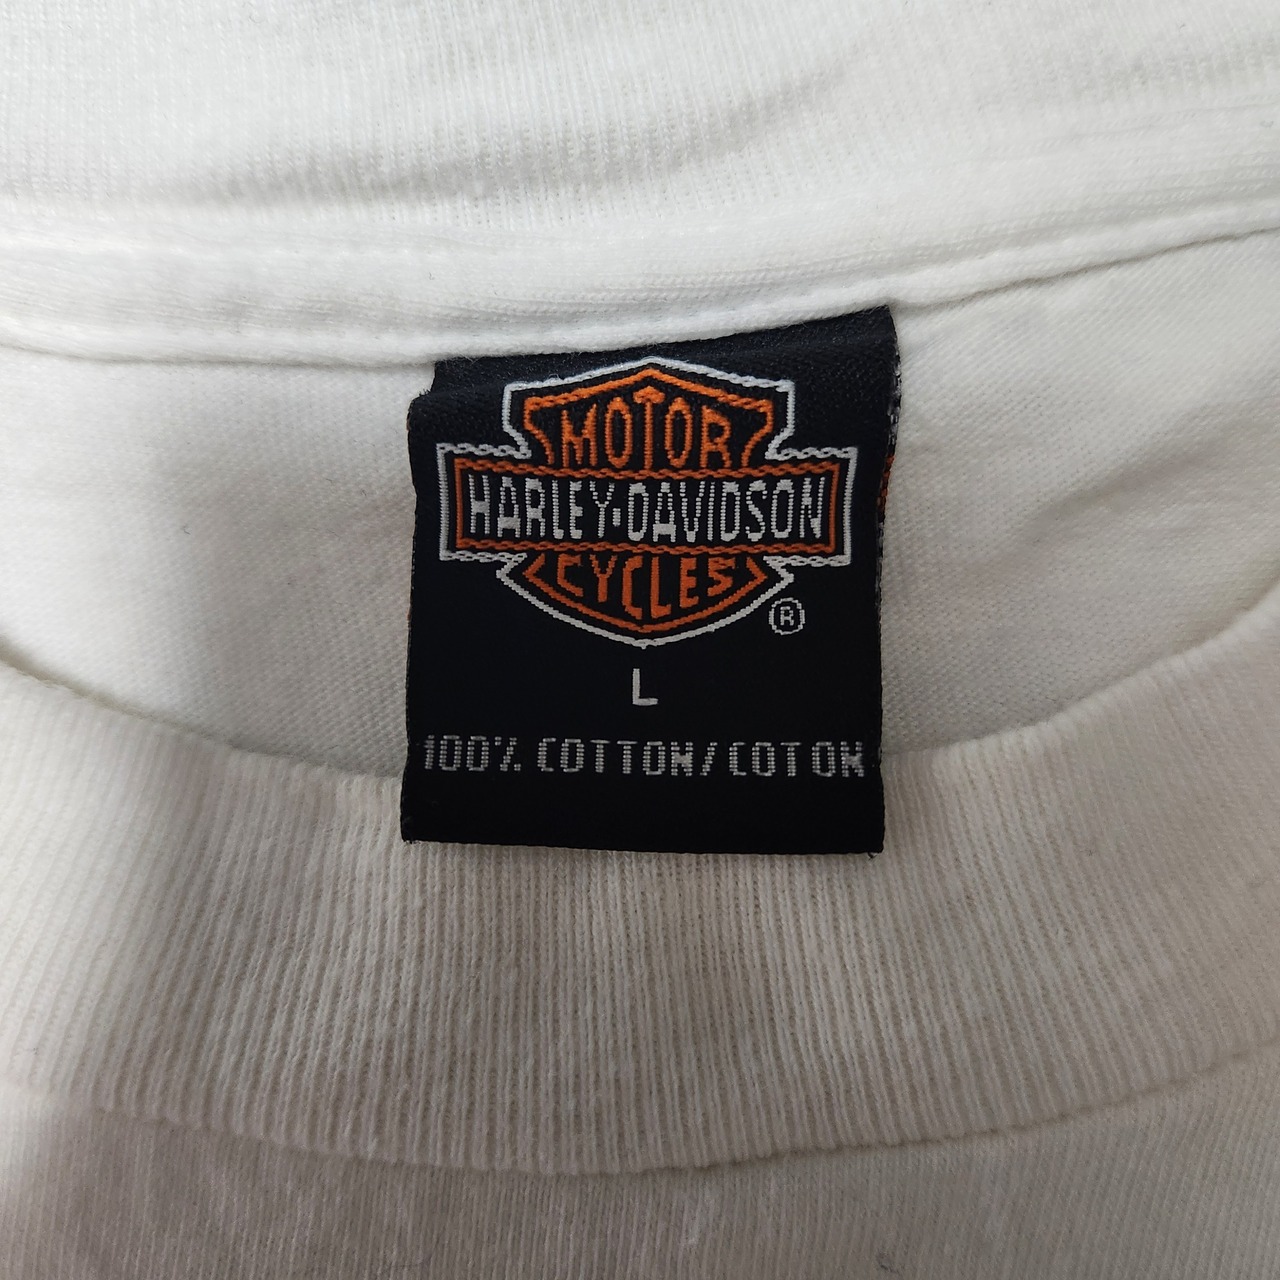 MOTOR
HARLEY-DAVIDSON
CYCLES
®
L
100% COTTON/COTON